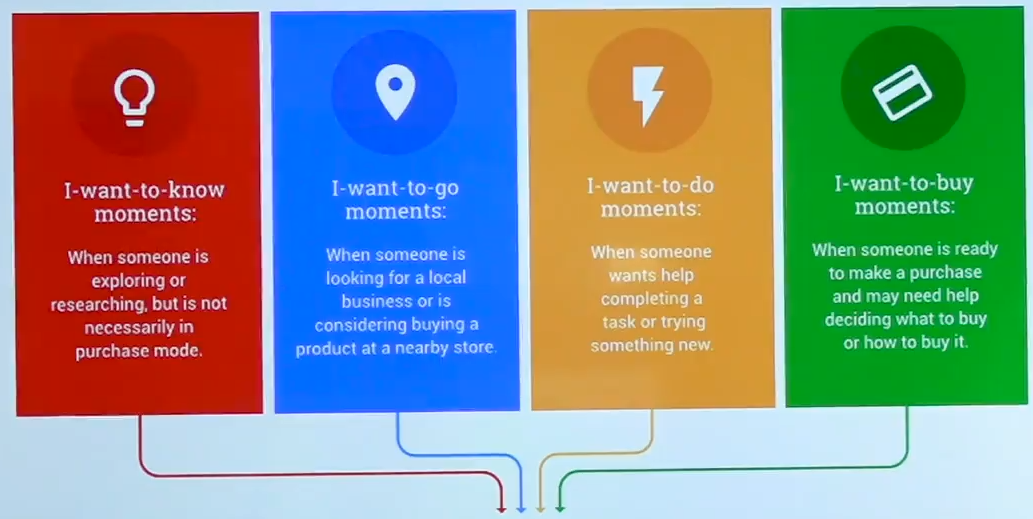 I-want-to-know
moments:
When someone is
exploring or
researching, but is not
necessarily in
purchase mode.
I-want-to-go
moments:
When someone is
looking for a local
business or is
considering buying a
product at a nearby store.
I-want-to-do
moments:
When someone
wants help
completing a
task or trying
something new.
I-want-to-buy
moments:
When someone is ready
to make a purchase
and may need help
deciding what to buy
or how to buy it.